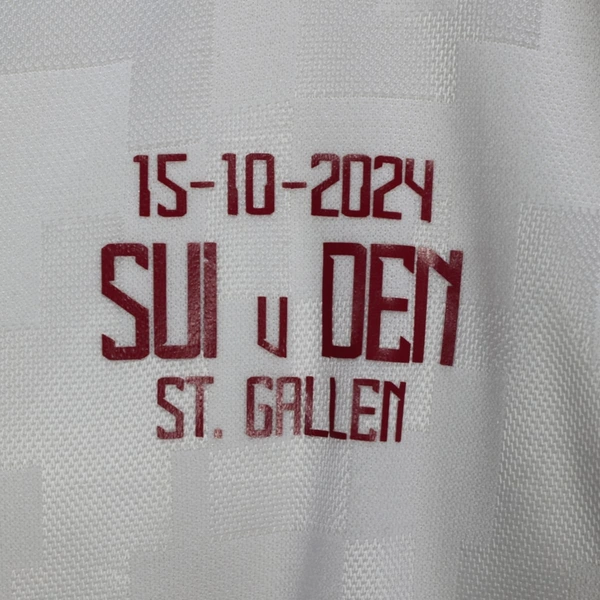 15-10-2024
SUI v DEN
ST. GALLEN